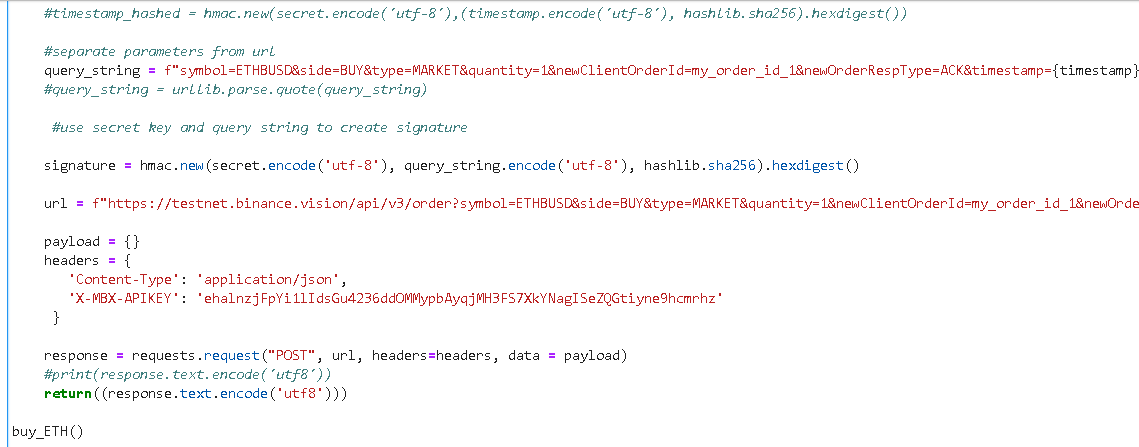 #timestamp_hashed = hmac.new(secret.encode('utf-8'),(timestamp.encode('utf-8'), hashlib.sha256).hexdigest())
#separate parameters from url
query_string = f"symbol=ETHBUSD&side=BUY&type=MARKET&quantity=1&newClientOrderId=my_order_id_1&newOrderRespType=ACK&timestamp={timestamp}
#query_string = urllib.parse.quote(query_string)
#use secret key and query string to create signature
signature = hmac.new(secret.encode('utf-8'), query_string.encode('utf-8'), hashlib.sha256).hexdigest()
url = f"https://testnet.binance.vision/api/v3/order?symbol=ETHBUSD&side=BUY&type=MARKET&quantity=1&newClientOrderId=my_order_id_1&newOrde
payload = {}
headers = {
'Content-Type': 'application/json',
'X-MBX-APIKEY': 'ehalnzjFpYi1lIdsGu4236ddOMMypbAyqjMH3FS7XkYNagISeZQGtiyne9hcmrhz'
}
response = requests.request("POST", url, headers=headers, data = payload)
#print(response.text.encode('utf8'))
return((response.text.encode('utf8')))
buy_ETH()